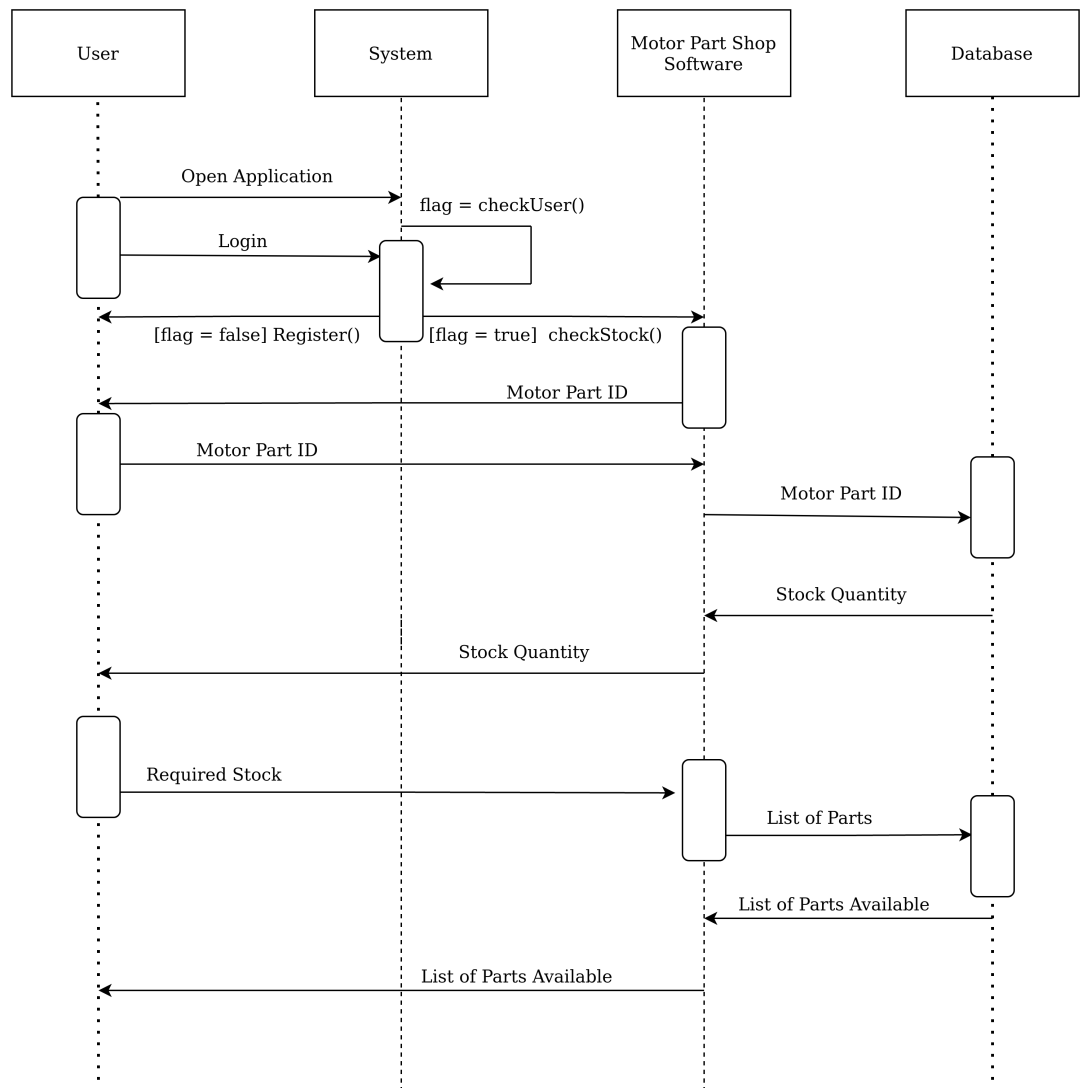 User
System
Motor Part Shop
Software
Database
Open Application
flag = checkUser()
Login
[flag = false] Register()
[flag = true]  checkStock()
Motor Part ID
Motor Part ID
Motor Part ID
Stock Quantity
Stock Quantity
Required Stock
List of Parts
List of Parts Available
List of Parts Available